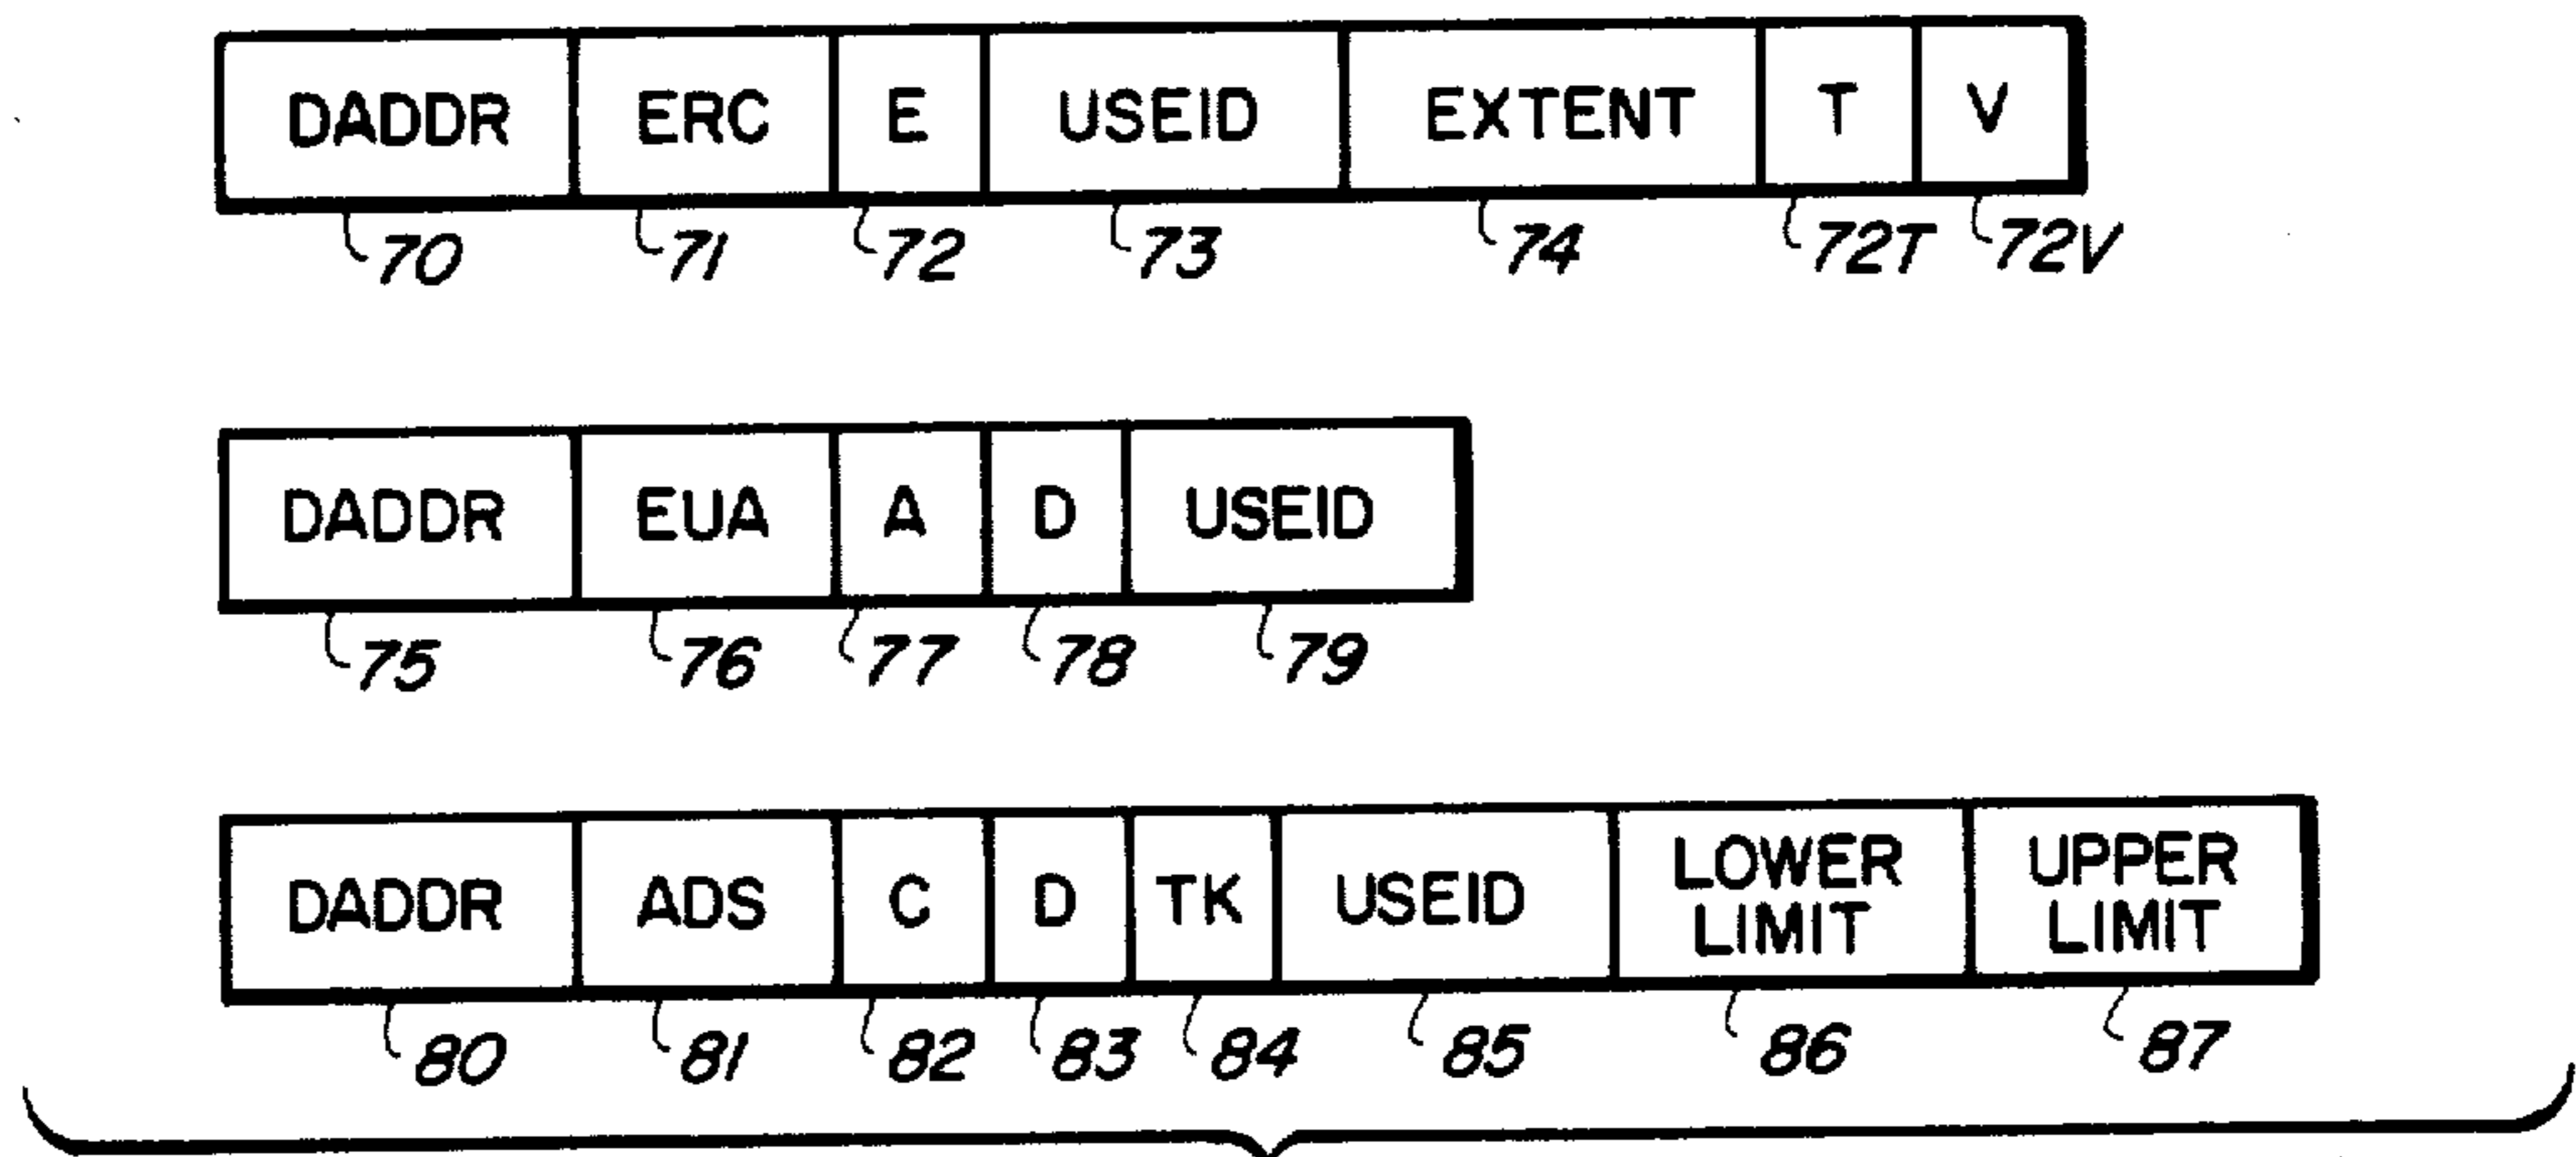 DADDR ERC E USEID EXTENT T V
70 71 72 73 74 72T 72V
DADDR EUA A D USEID
75 76 77 78 79
DADDR ADS C D TK USEID LOWER LIMIT UPPER LIMIT
80 81 82 83 84 85 86 87